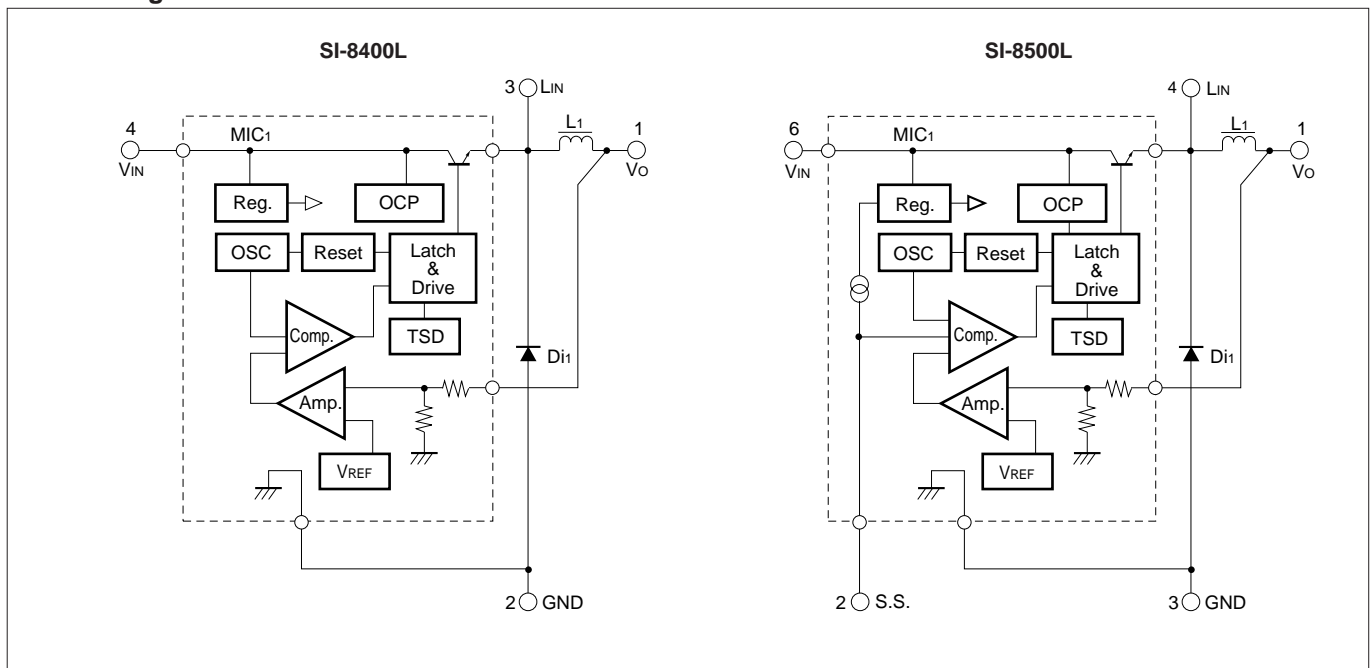 SI-8400L
3 LIN
4
VIN
MIC1
L1
1
VO
Reg.
OCP
OSC
Reset
Latch
&
Drive
Comp.
TSD
Di1
Amp.
VREF
2 GND
SI-8500L
4 LIN
6
VIN
MIC1
L1
1
VO
Reg.
OCP
OSC
Reset
Latch
&
Drive
Comp.
TSD
Di1
Amp.
VREF
2 S.S.
3 GND